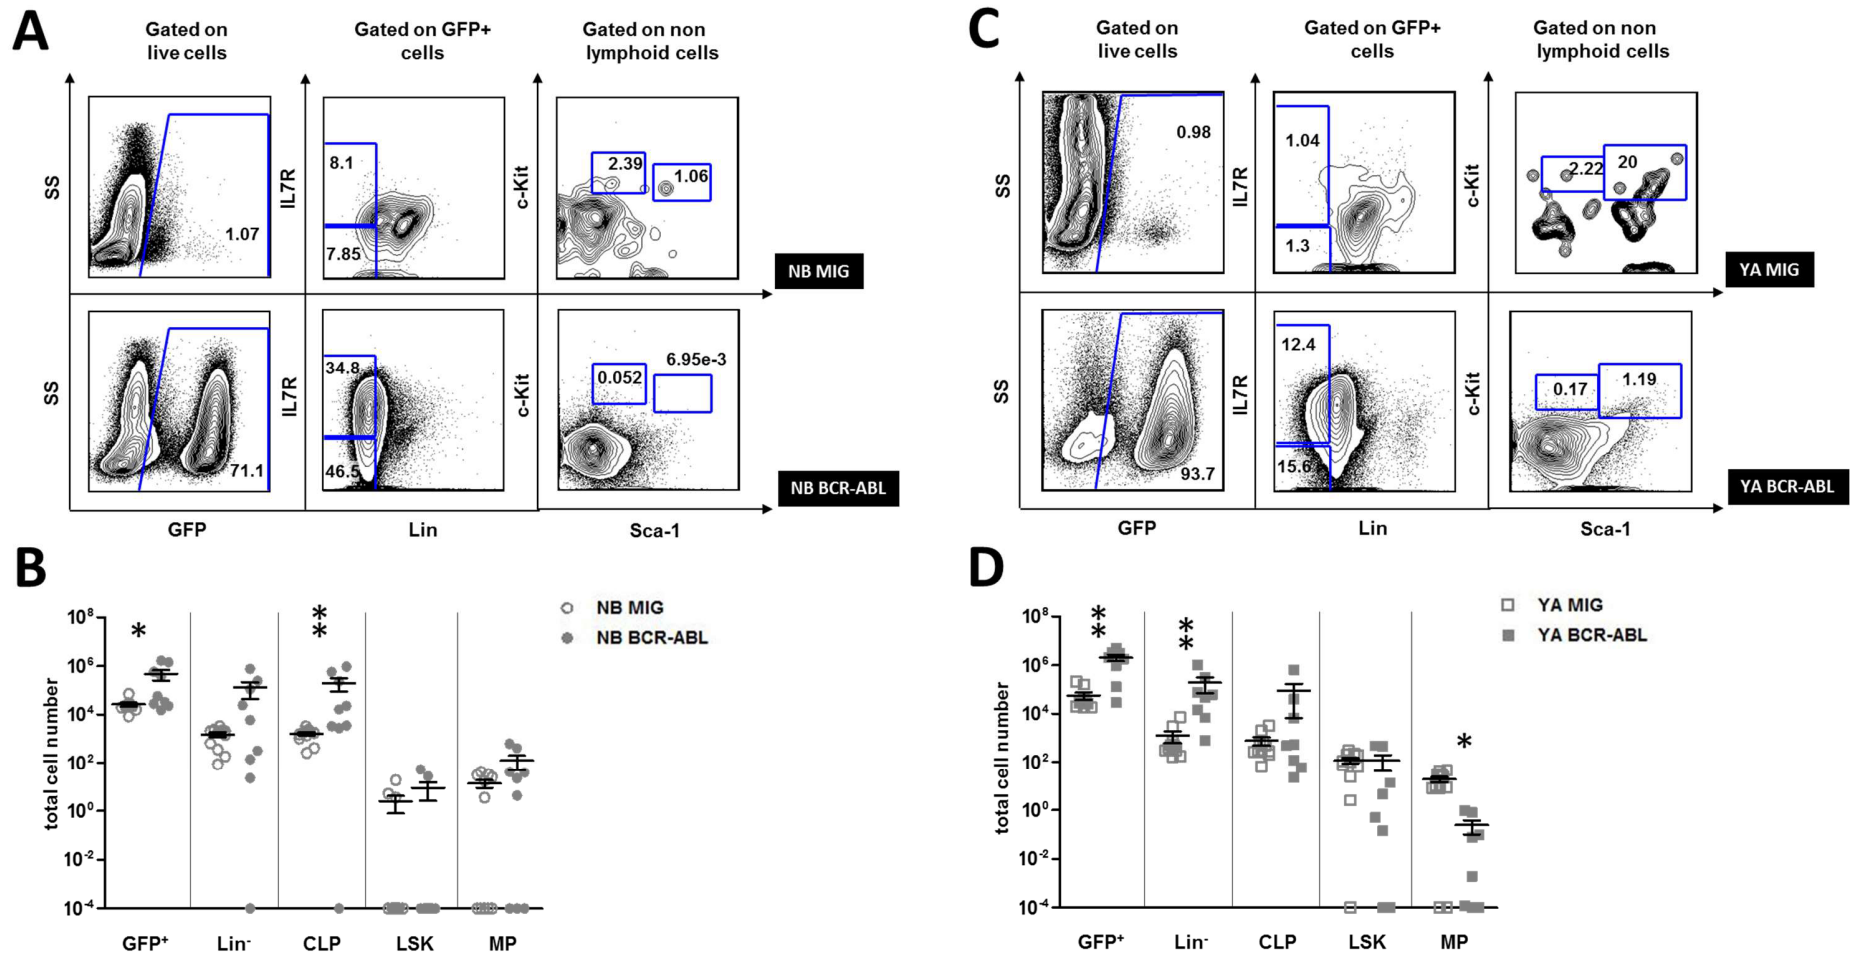 A
Gated on
live cells
Gated on GFP+
cells
Gated on non
lymphoid cells
SS
1.07
IL7R
8.1
7.85
c-Kit
2.39
1.06
NB MIG
SS
71.1
IL7R
34.8
46.5
c-Kit
0.052
6.95e-3
NB BCR-ABL
GFP
Lin
Sca-1
B
total cell number
10^8
10^6
10^4
10^2
10^0
10^-2
10^-4
*
**
NB MIG
NB BCR-ABL
GFP+
Lin-
CLP
LSK
MP
C
Gated on
live cells
Gated on GFP+
cells
Gated on non
lymphoid cells
SS
0.98
IL7R
1.04
1.3
c-Kit
2.22
20
YA MIG
SS
93.7
IL7R
12.4
15.6
c-Kit
0.17
1.19
YA BCR-ABL
GFP
Lin
Sca-1
D
total cell number
10^8
10^6
10^4
10^2
10^0
10^-2
10^-4
**
**
*
YA MIG
YA BCR-ABL
GFP+
Lin-
CLP
LSK
MP